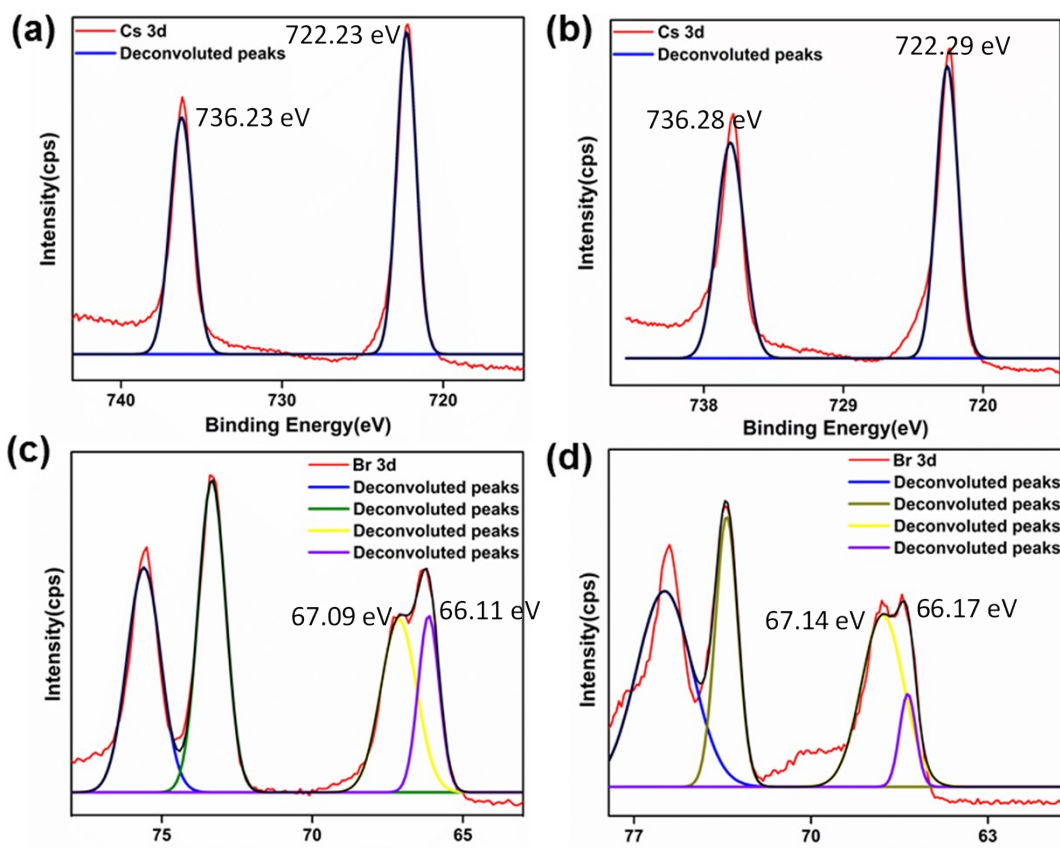 (a)
Cs 3d
Deconvoluted peaks
722.23 eV
736.23 eV
Intensity(cps)
740
730
720
Binding Energy(eV)
(b)
Cs 3d
Deconvoluted peaks
722.29 eV
736.28 eV
Intensity(cps)
738
729
720
Binding Energy(eV)
(c)
Br 3d
Deconvoluted peaks
Deconvoluted peaks
Deconvoluted peaks
Deconvoluted peaks
67.09 eV
66.11 eV
Intensity(cps)
75
70
65
(d)
Br 3d
Deconvoluted peaks
Deconvoluted peaks
Deconvoluted peaks
Deconvoluted peaks
67.14 eV
66.17 eV
Intensity(cps)
77
70
63